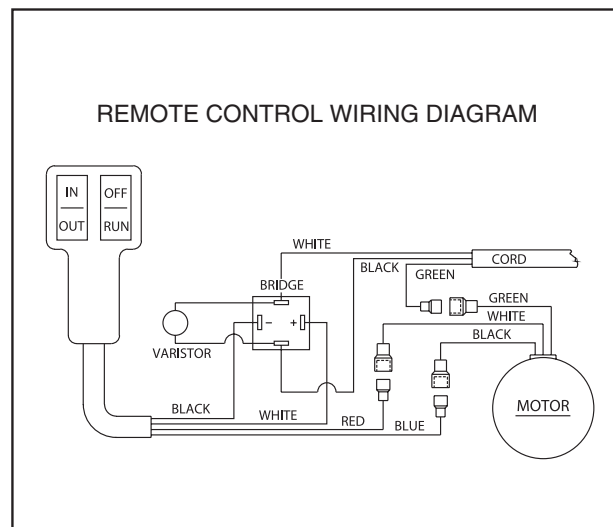 REMOTE CONTROL WIRING DIAGRAM
IN
OUT
OFF
RUN
WHITE
CORD
BLACK
GREEN
BRIDGE
GREEN
WHITE
BLACK
- +
VARISTOR
BLACK
WHITE
RED
BLUE
MOTOR